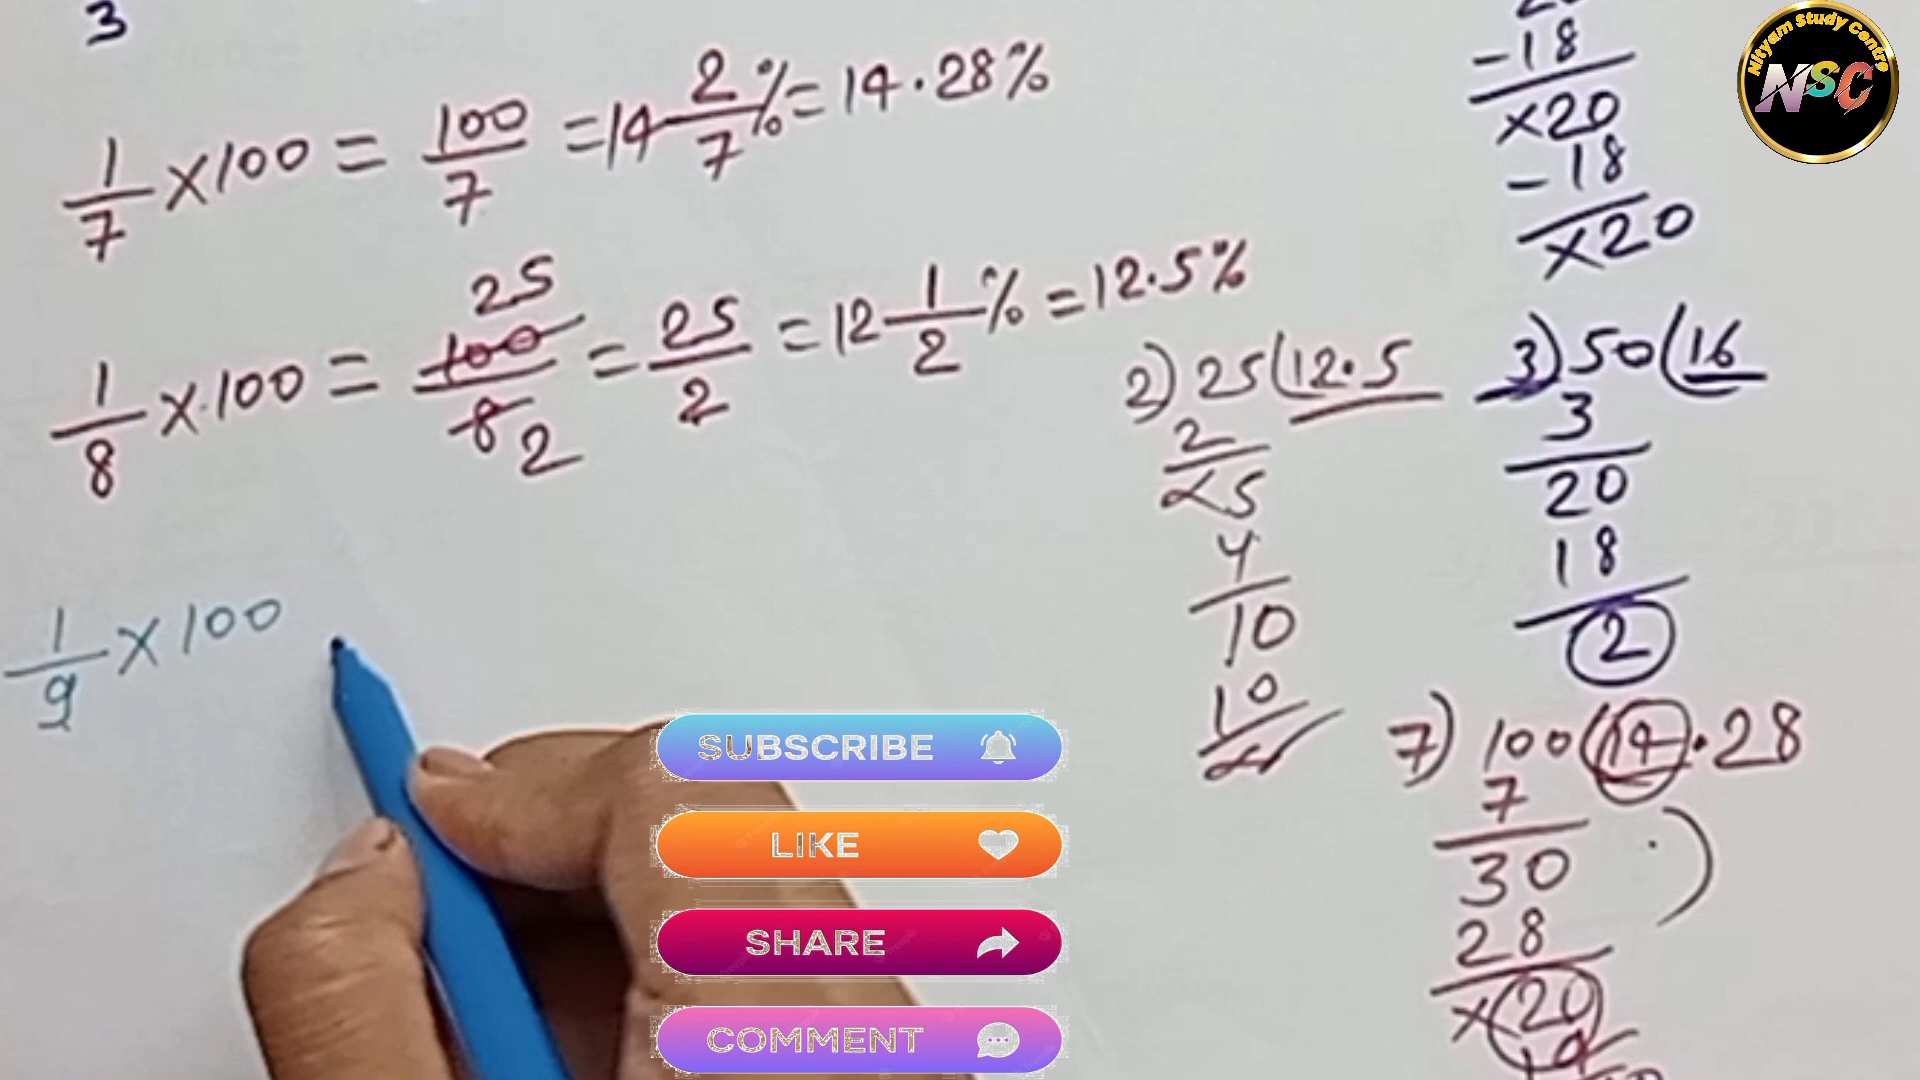 3
1/7 × 100 = 100/7 = 14 2/7 % = 14.28%
25
1/8 × 100 = 100/8 = 25/2 = 12 1/2 % = 12.5%
2
1/9 × 100
2) 25 ( 12.5
2
×5
4
10
10
×
-18
×20
-18
×20
3) 50 ( 16
3
20
18
2
7) 100 ( 14.28
7
30
28
×20
14
Nityam Study Centre
NSC
SUBSCRIBE
LIKE
SHARE
COMMENT